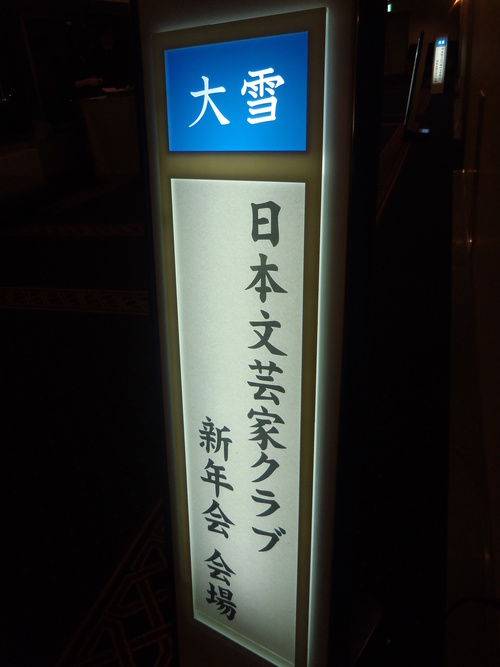 大雪
日本文芸家クラブ
新年会 会場